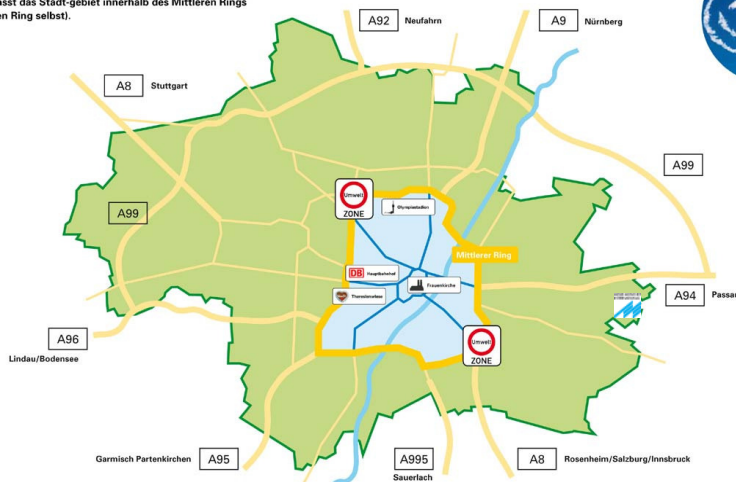 asst das Stadt-gebiet innerhalb des Mittleren Rings
en Ring selbst).
A92
Neufahrn
A9
Nürnberg
A8
Stuttgart
A99
A99
Umwelt
ZONE
Olympiastadion
Mittlerer Ring
DB
Hauptbahnhof
Frauenkirche
Theresienwiese
A94
Passau
A96
Lindau/Bodensee
Umwelt
ZONE
Garmisch Partenkirchen
A95
A995
Sauerlach
A8
Rosenheim/Salzburg/Innsbruck